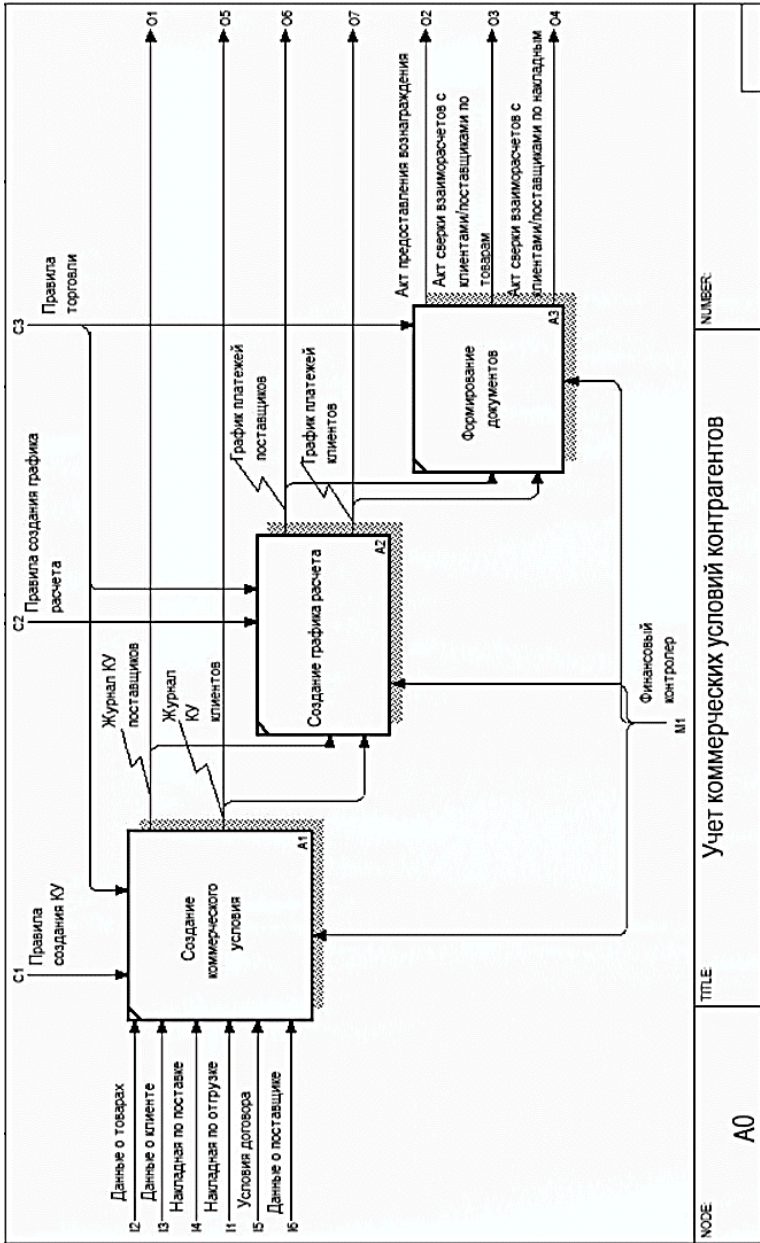 C1
Правила
создания КУ
C2
Правила создания графика
расчета
C3
Правила
торговли
I2
Данные о товарах
I3
Данные о клиенте
I4
Накладная по поставке
I1
Накладная по отгрузке
I5
Условия договора
I6
Данные о поставщике
Создание
коммерческого
условия
A1
Журнал КУ
поставщиков
Журнал
КУ
клиентов
Создание графика расчета
A2
График платежей
поставщиков
График платежей
клиентов
Формирование
документов
A3
O1
O5
O6
O7
Акт предоставления вознаграждения
O2
Акт сверки взаиморасчетов с
клиентами/поставщиками по
товарам
O3
Акт сверки взаиморасчетов с
клиентами/поставщиками по накладным
O4
Финансовый
контролер
M1
NODE:
A0
TITLE:
Учет коммерческих условий контрагентов
NUMBER: